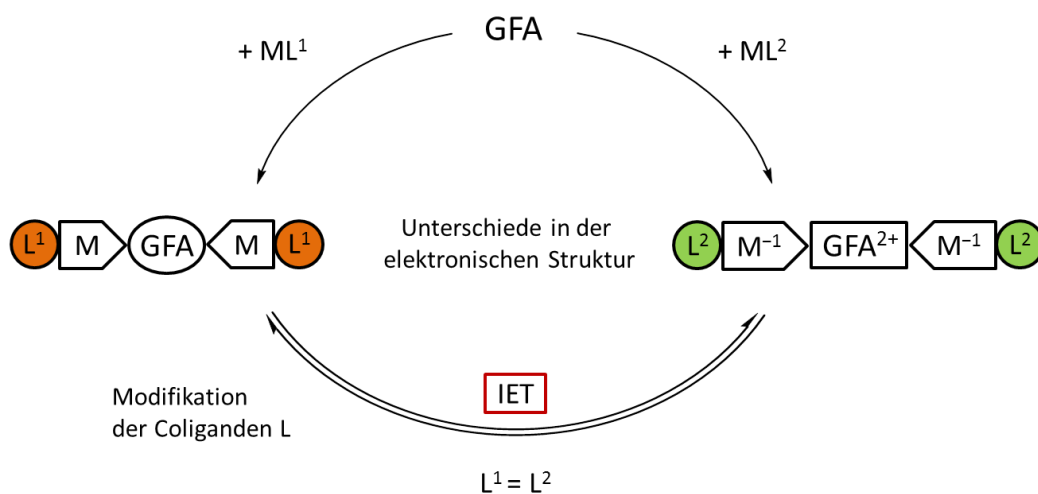 GFA
+ ML¹
+ ML²
L¹ M GFA M L¹
Unterschiede in der
elektronischen Struktur
L² M⁻¹ GFA²⁺ M⁻¹ L²
IET
Modifikation
der Coliganden L
L¹ = L²